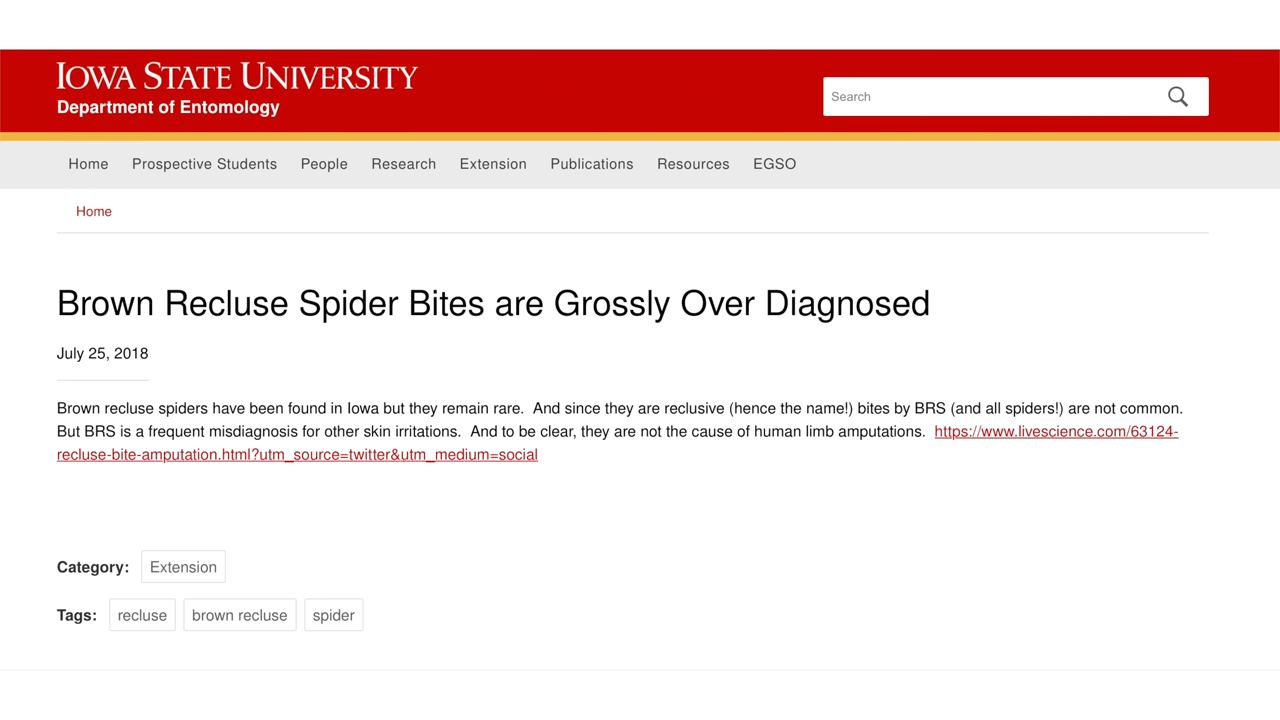 IOWA STATE UNIVERSITY
Department of Entomology
Search
Home Prospective Students People Research Extension Publications Resources EGSO
Home
Brown Recluse Spider Bites are Grossly Over Diagnosed
July 25, 2018
Brown recluse spiders have been found in Iowa but they remain rare.  And since they are reclusive (hence the name!) bites by BRS (and all spiders!) are not common.
But BRS is a frequent misdiagnosis for other skin irritations.  And to be clear, they are not the cause of human limb amputations.  https://www.livescience.com/63124-
recluse-bite-amputation.html?utm_source=twitter&utm_medium=social
Category: Extension
Tags: recluse brown recluse spider